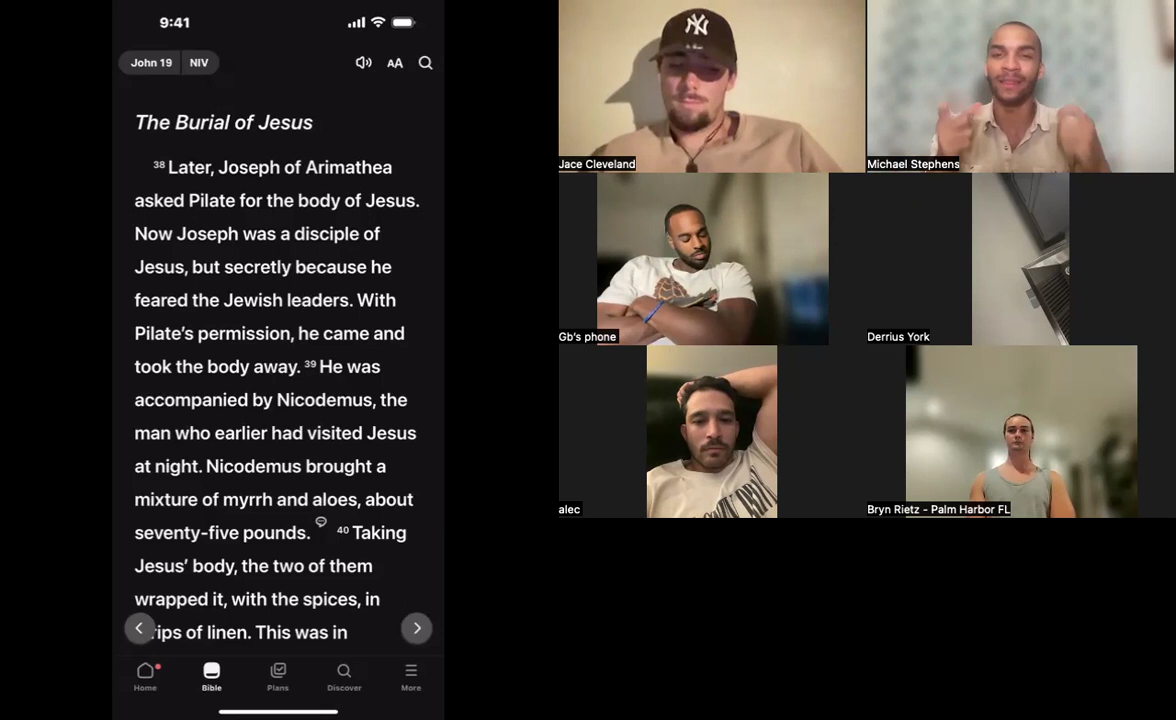 9:41
John 19 NIV AA
The Burial of Jesus
38 Later, Joseph of Arimathea
asked Pilate for the body of Jesus.
Now Joseph was a disciple of
Jesus, but secretly because he
feared the Jewish leaders. With
Pilate’s permission, he came and
took the body away. 39 He was
accompanied by Nicodemus, the
man who earlier had visited Jesus
at night. Nicodemus brought a
mixture of myrrh and aloes, about
seventy-five pounds. 40 Taking
Jesus’ body, the two of them
wrapped it, with the spices, in
rips of linen. This was in
Home Bible Plans Discover More
NY
Jace Cleveland
Michael Stephens
Gb's phone
Derrius York
alec
Bryn Rietz - Palm Harbor FL